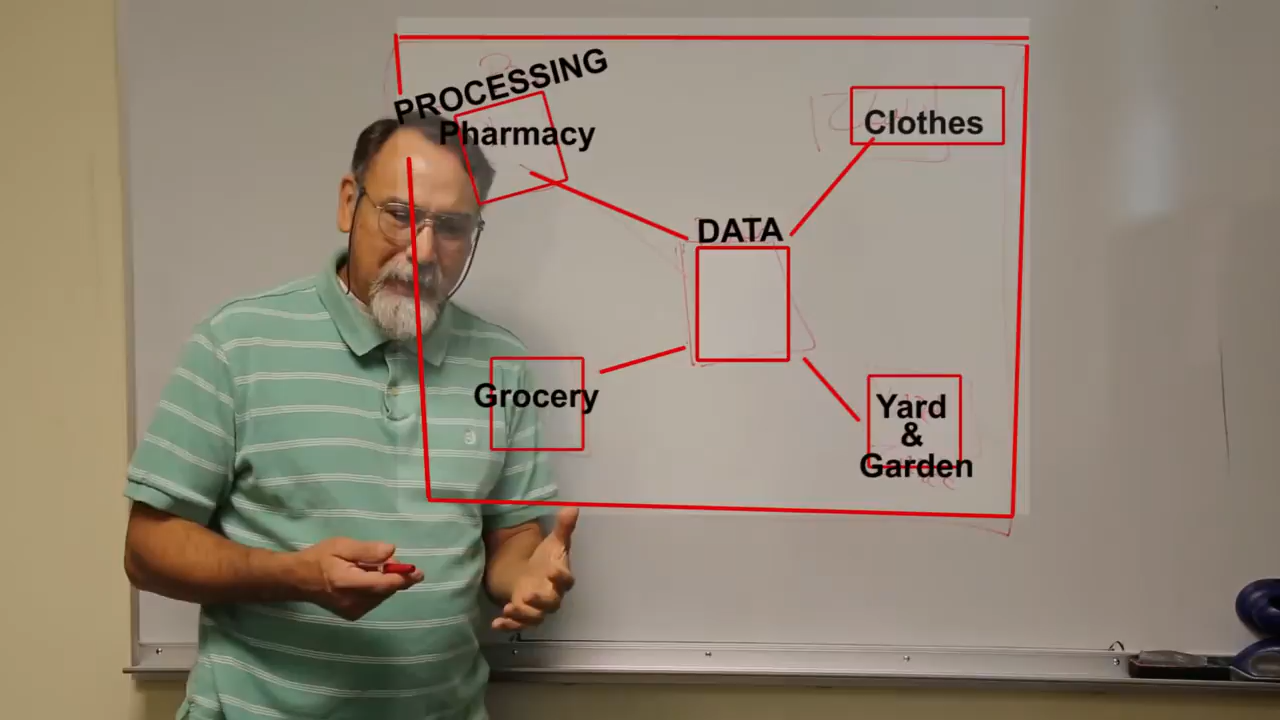 PROCESSING
Pharmacy
Clothes
DATA
Grocery
Yard
&
Garden